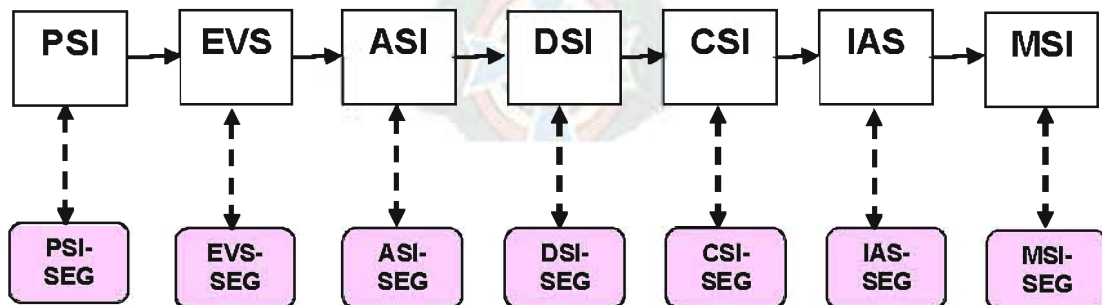 PSI EVS ASI DSI CSI IAS MSI
PSI- EVS- ASI- DSI- CSI- IAS- MSI-
SEG SEG SEG SEG SEG SEG SEG